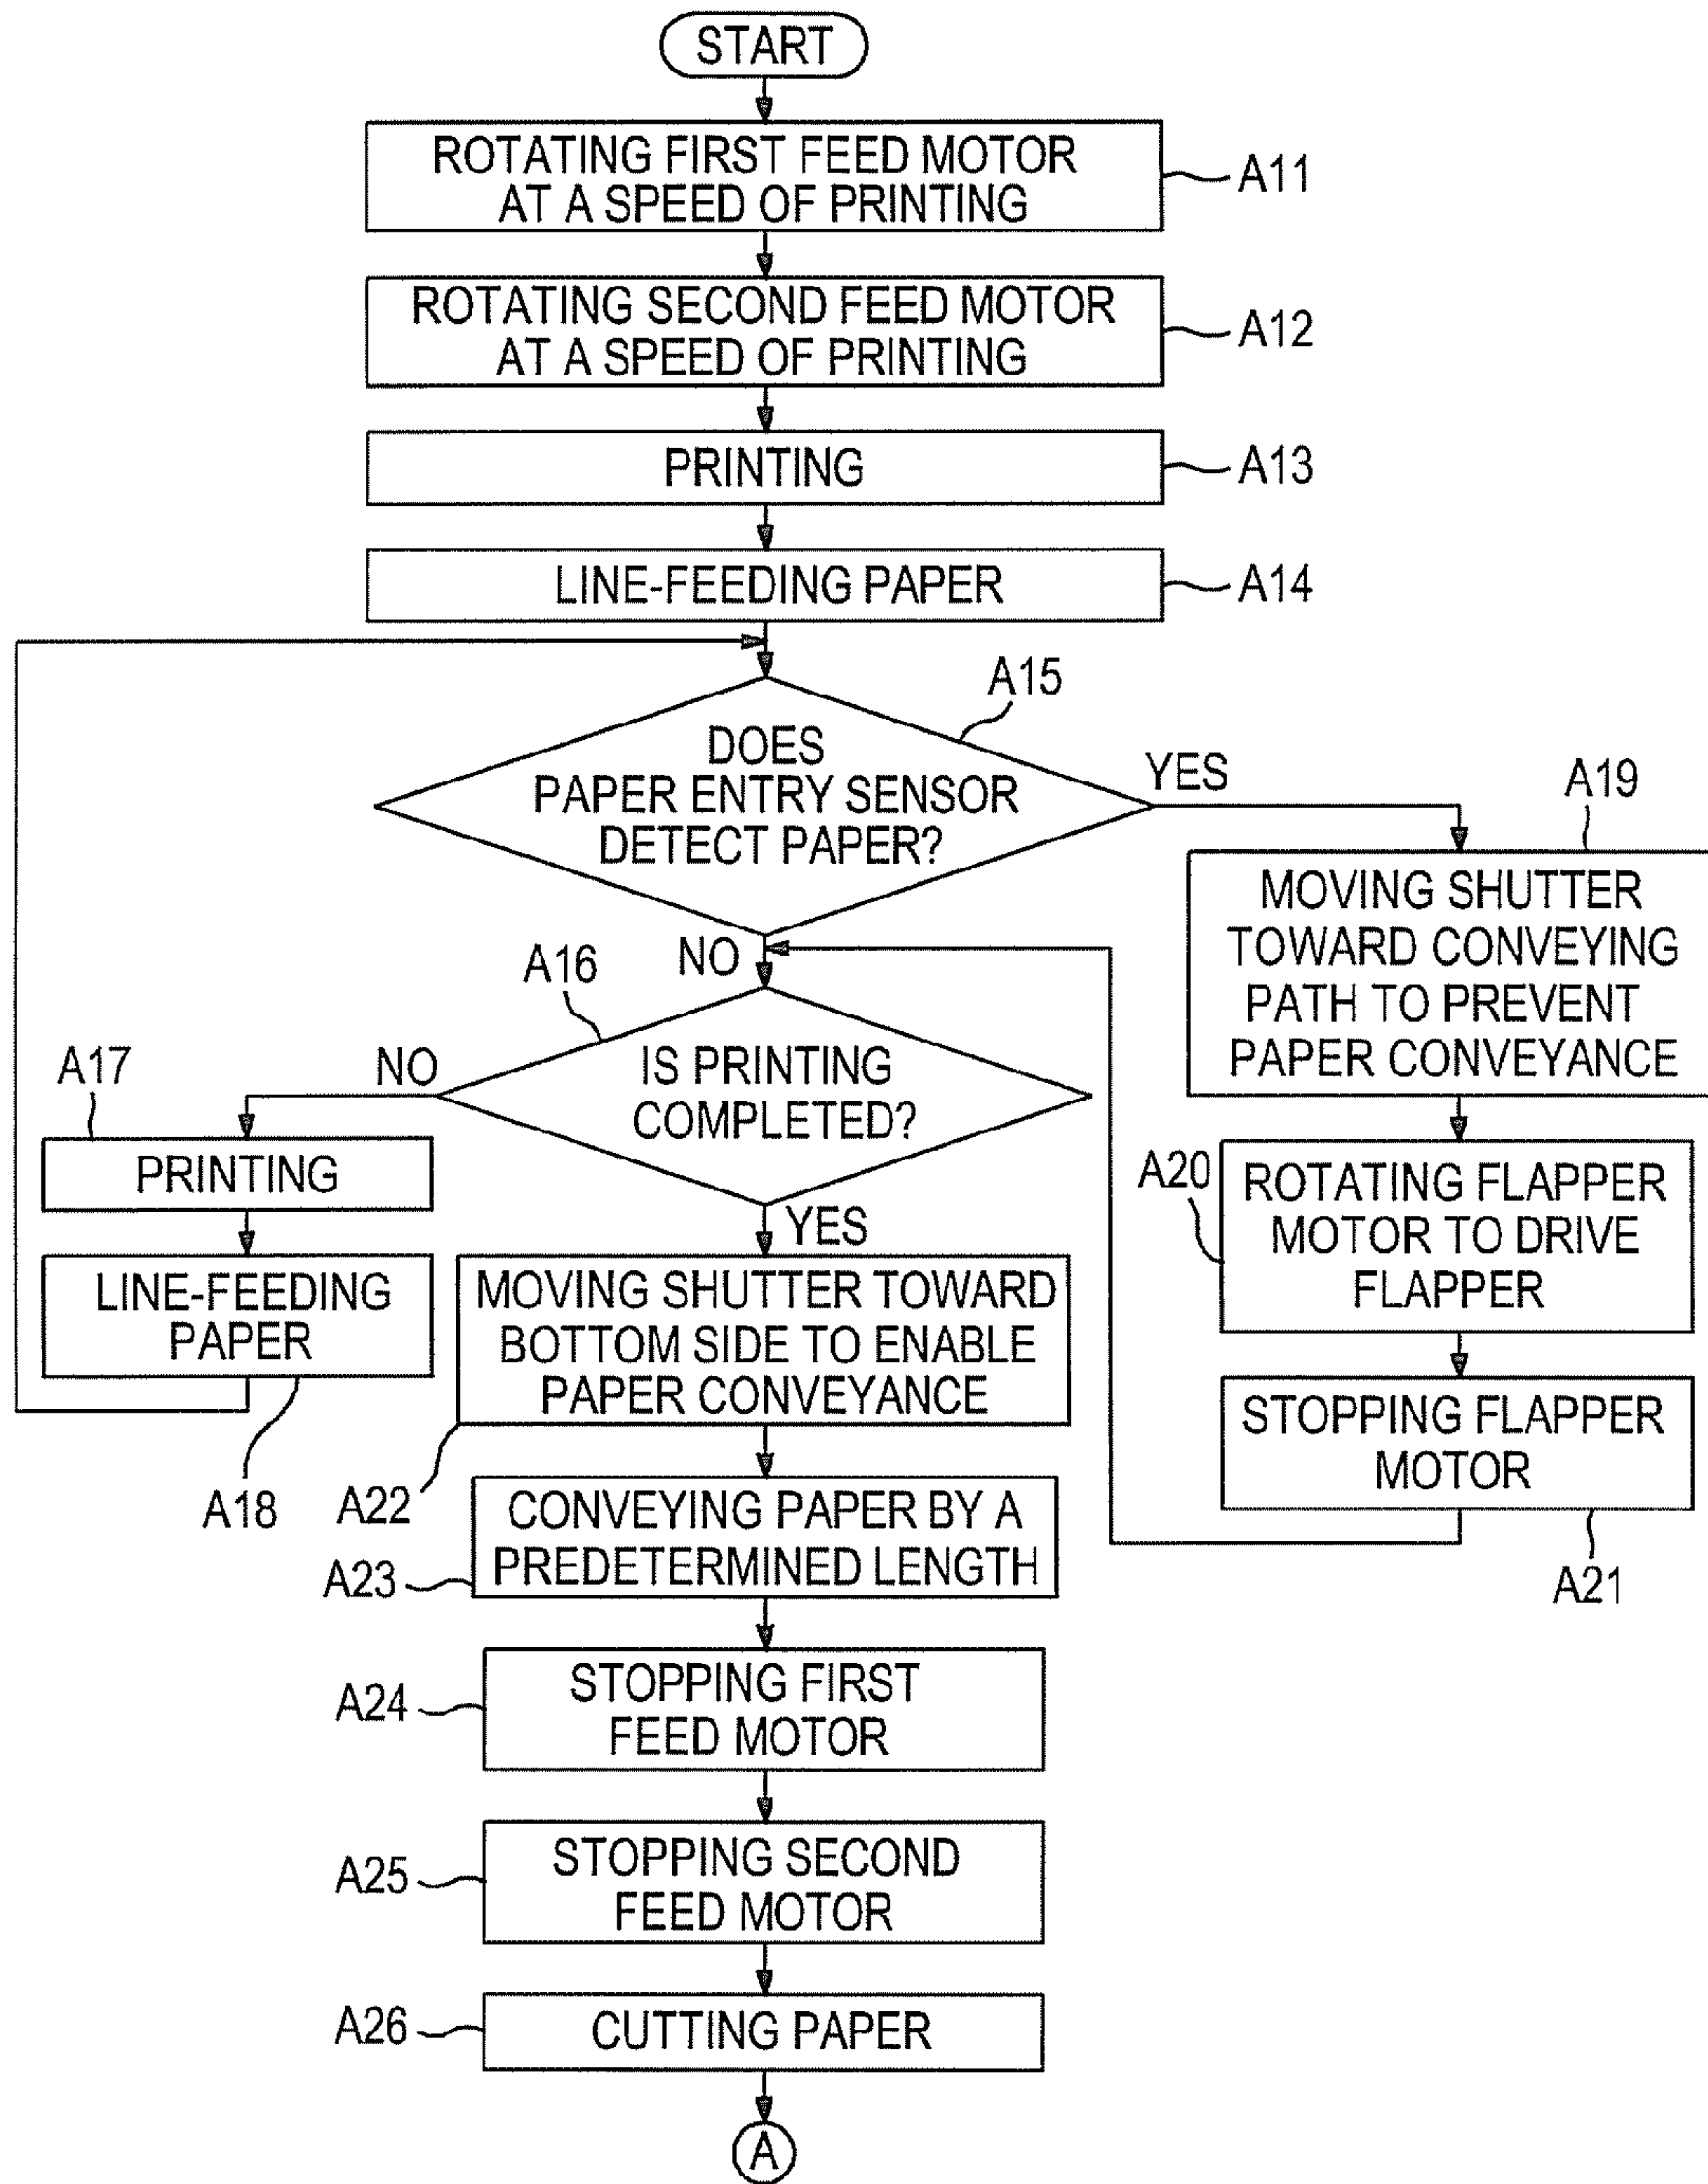 START
ROTATING FIRST FEED MOTOR
AT A SPEED OF PRINTING
A11
ROTATING SECOND FEED MOTOR
AT A SPEED OF PRINTING
A12
PRINTING
A13
LINE-FEEDING PAPER
A14
A15
DOES
PAPER ENTRY SENSOR
DETECT PAPER?
YES
NO
A19
MOVING SHUTTER
TOWARD CONVEYING
PATH TO PREVENT
PAPER CONVEYANCE
A16
IS PRINTING
COMPLETED?
NO
YES
A17
PRINTING
LINE-FEEDING
PAPER
A18
A20
ROTATING FLAPPER
MOTOR TO DRIVE
FLAPPER
STOPPING FLAPPER
MOTOR
A21
MOVING SHUTTER TOWARD
BOTTOM SIDE TO ENABLE
PAPER CONVEYANCE
A22
CONVEYING PAPER BY A
PREDETERMINED LENGTH
A23
STOPPING FIRST
FEED MOTOR
A24
STOPPING SECOND
FEED MOTOR
A25
CUTTING PAPER
A26
A